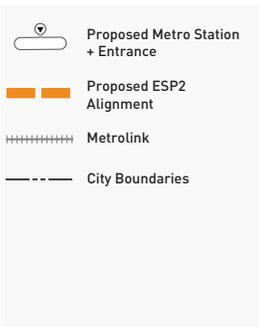 Proposed Metro Station
+ Entrance
Proposed ESP2
Alignment
Metrolink
City Boundaries